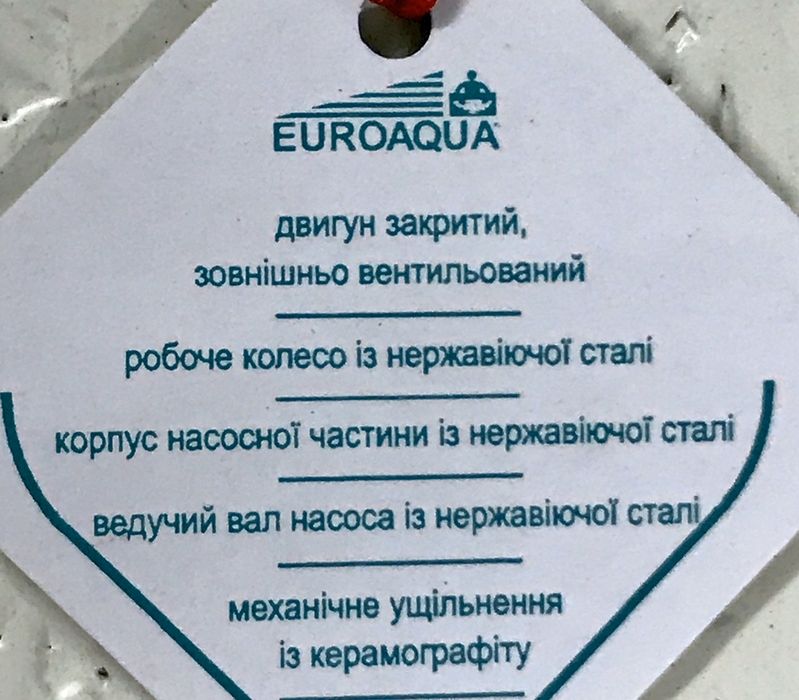 EUROAQUA
двигун закритий,
зовнішньо вентильований
робоче колесо із нержавіючої сталі
корпус насосної частини із нержавіючої сталі
ведучий вал насоса із нержавіючої сталі
механічне ущільнення
із керамографіту